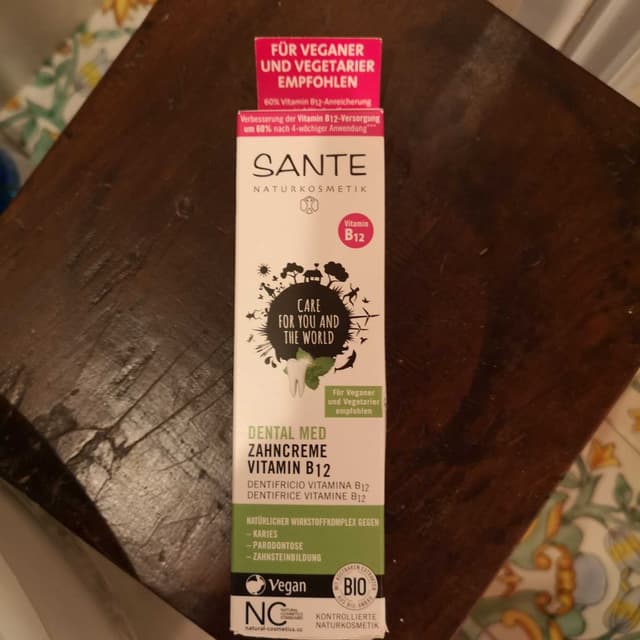 FÜR VEGANER
UND VEGETARIER
EMPFOHLEN
60% Vitamin B12-Anreicherung
Verbesserung der Vitamin B12-Versorgung
um 60% nach 4-wöchiger Anwendung***
SANTE
NATURKOSMETIK
Vitamin
B12
CARE
FOR YOU AND
THE WORLD
Für Veganer
und Vegetarier
empfohlen
DENTAL MED
ZAHNCREME
VITAMIN B12
DENTIFRICIO VITAMINA B12
DENTIFRICE VITAMINE B12
NATÜRLICHER WIRKSTOFFKOMPLEX GEGEN
– KARIES
– PARODONTOSE
– ZAHNSTEINBILDUNG
Vegan
BIO
NC
NATURAL
COSMETICS
STANDARD
natural-cosmetics.cc
KONTROLLIERTE
NATURKOSMETIK